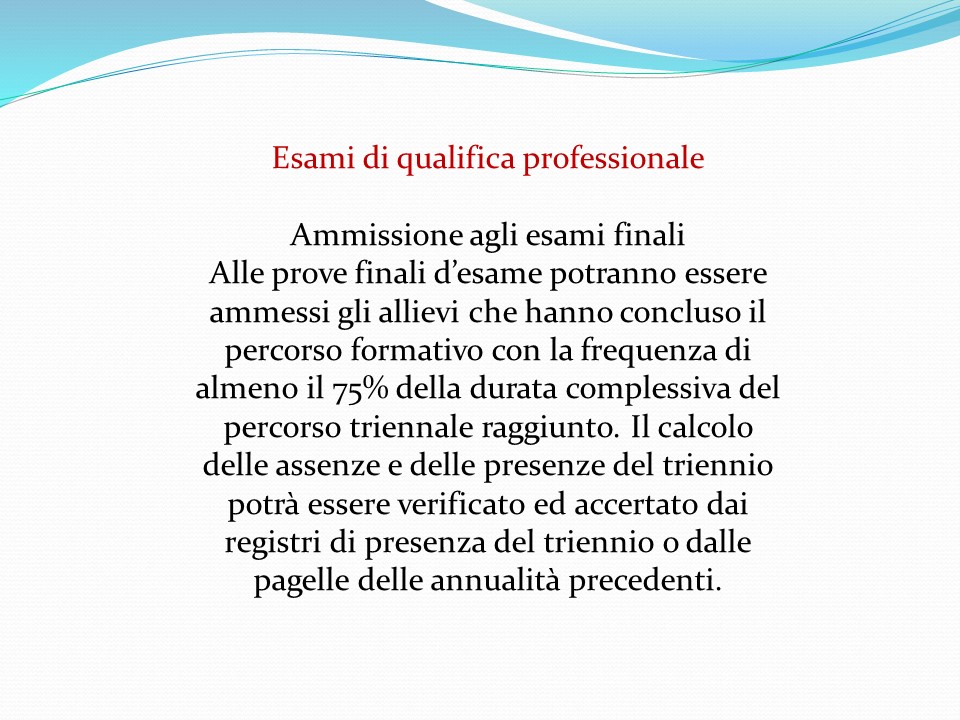 Esami di qualifica professionale
Ammissione agli esami finali
Alle prove finali d’esame potranno essere
ammessi gli allievi che hanno concluso il
percorso formativo con la frequenza di
almeno il 75% della durata complessiva del
percorso triennale raggiunto. Il calcolo
delle assenze e delle presenze del triennio
potrà essere verificato ed accertato dai
registri di presenza del triennio o dalle
pagelle delle annualità precedenti.